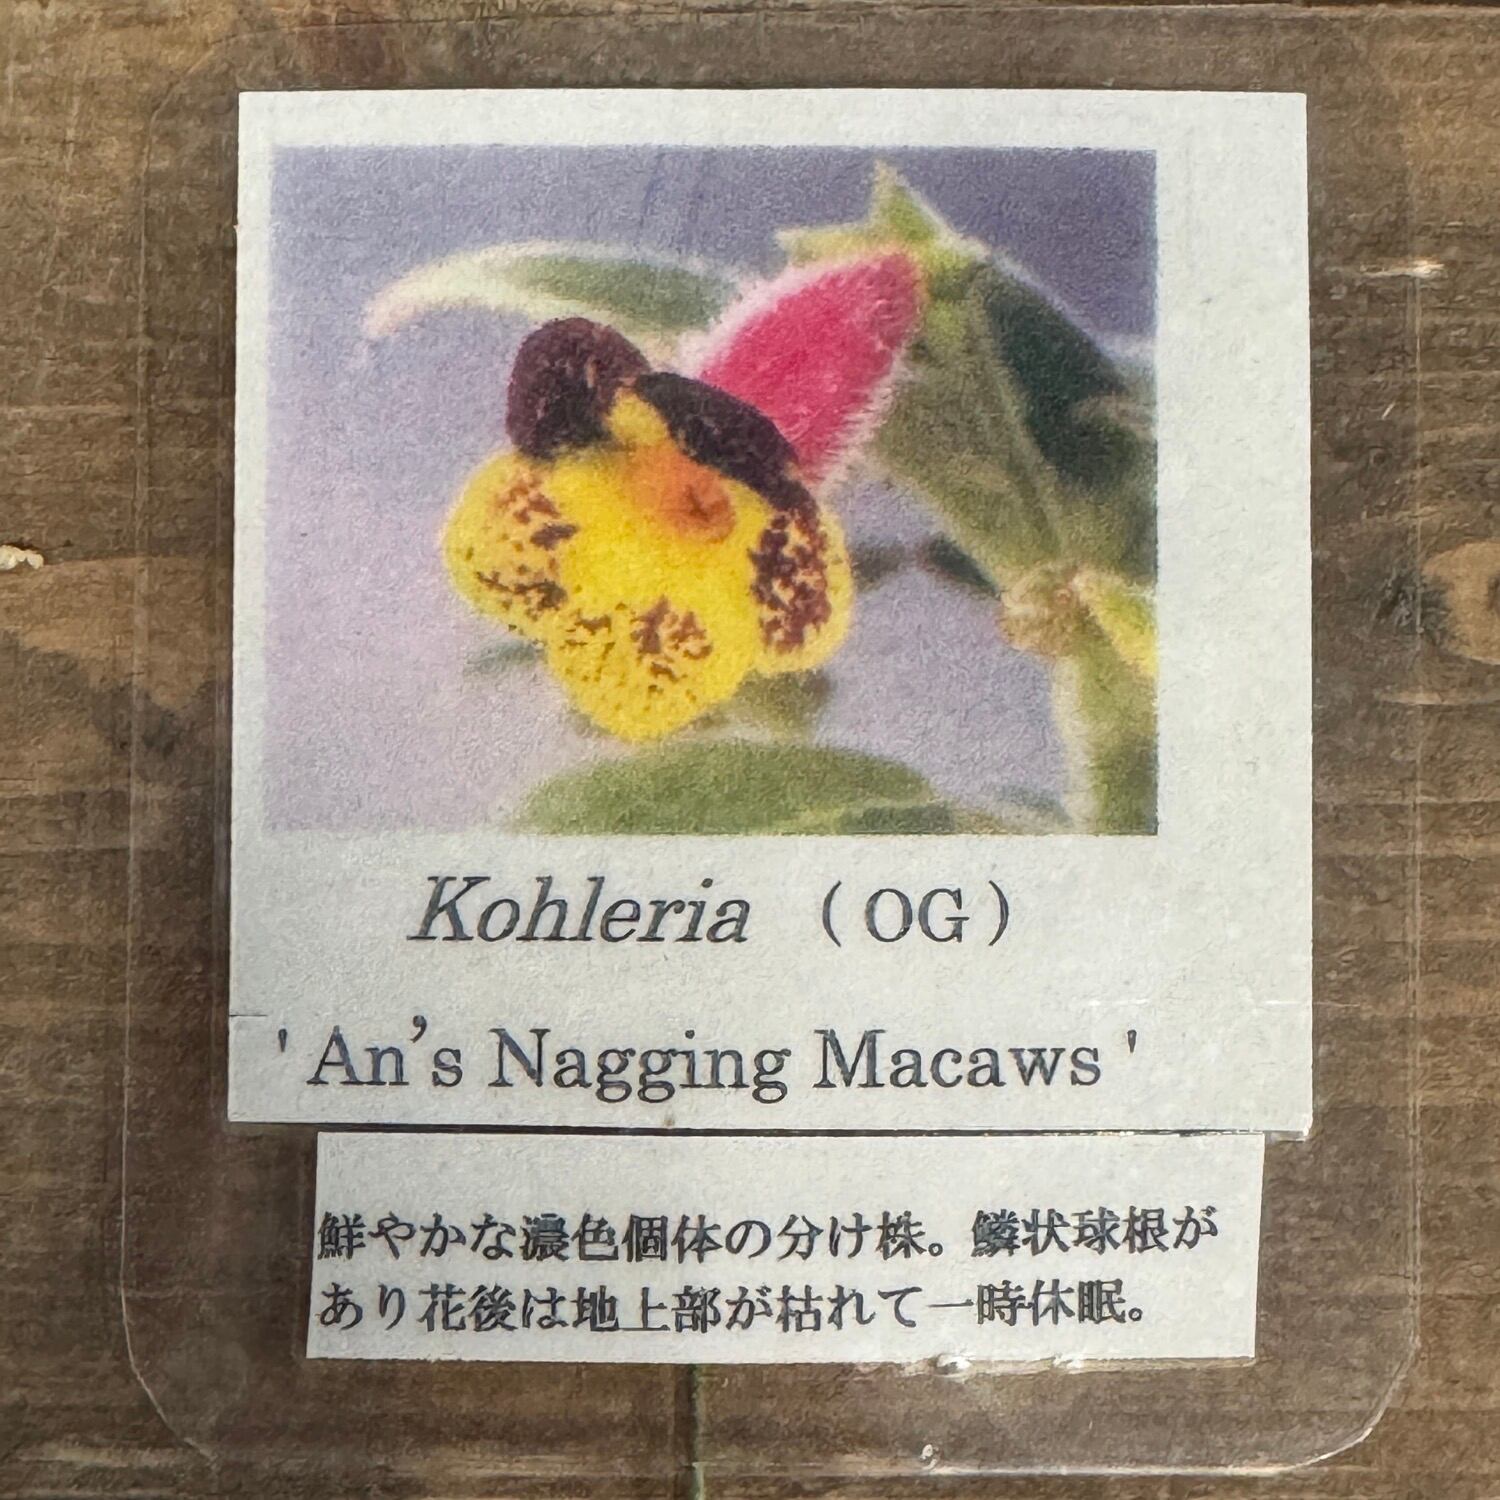 Kohleria （OG）
'An's Nagging Macaws'
鮮やかな濃色個体の分け株。鱗状球根が
あり花後は地上部が枯れて一時休眠。